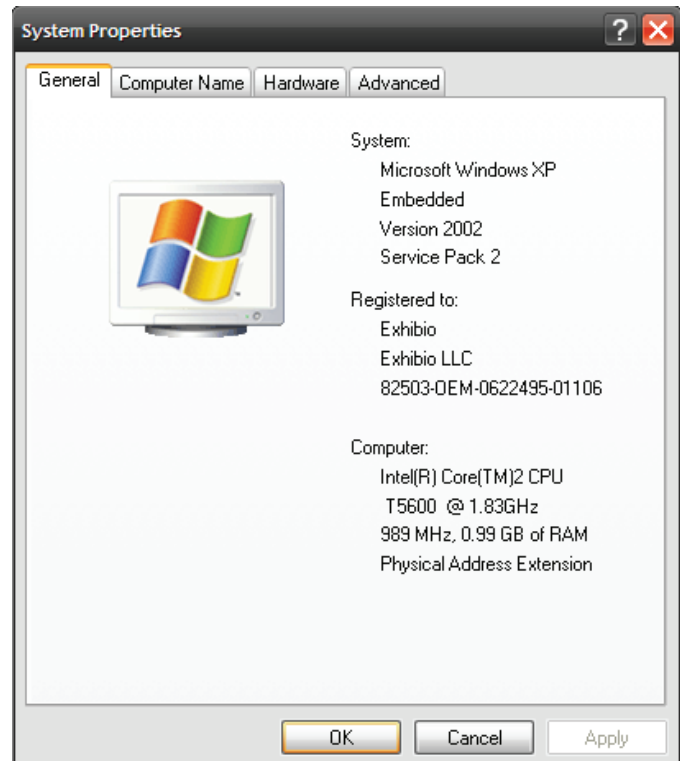 System Properties
General
Computer Name
Hardware
Advanced
System:
Microsoft Windows XP
Embedded
Version 2002
Service Pack 2
Registered to:
Exhibio
Exhibio LLC
82503-OEM-0622495-01106
Computer:
Intel(R) Core(TM)2 CPU
T5600 @ 1.83GHz
989 MHz, 0.99 GB of RAM
Physical Address Extension
OK
Cancel
Apply